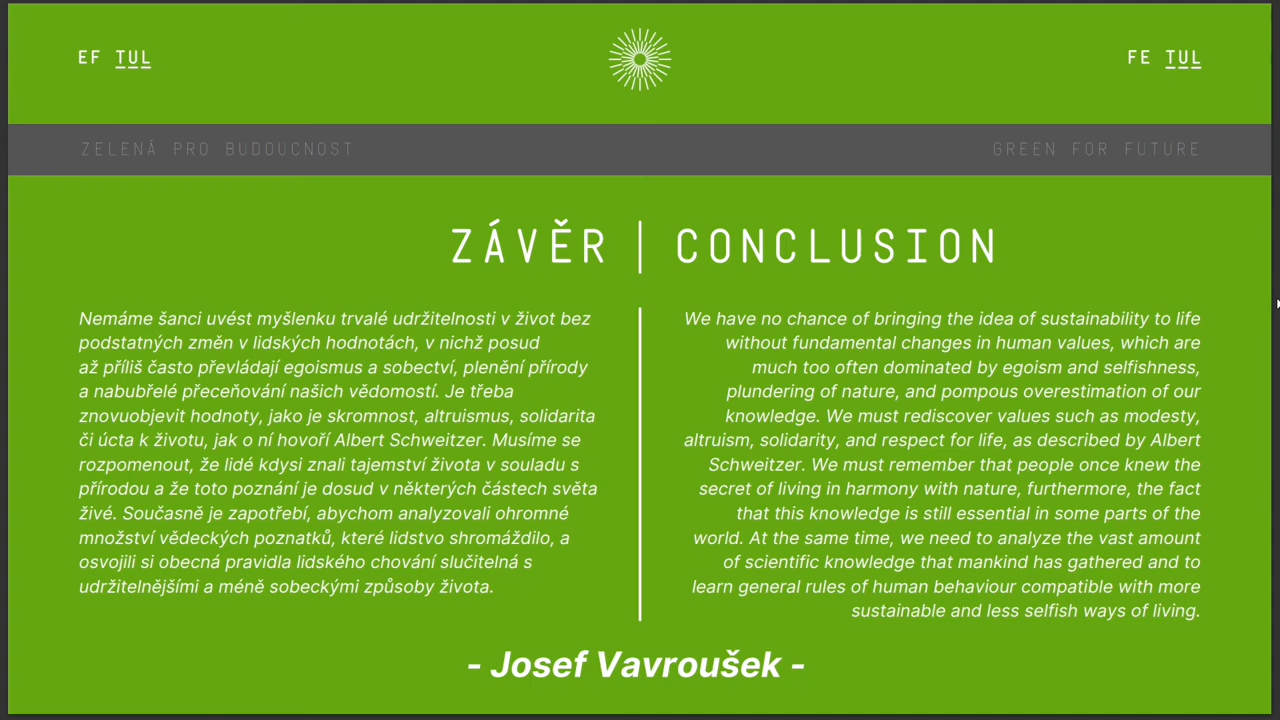 EF TUL
FE TUL
ZELENÁ PRO BUDOUCNOST
GREEN FOR FUTURE
ZÁVĚR | CONCLUSION
Nemáme šanci uvést myšlenku trvalé udržitelnosti v život bez
podstatných změn v lidských hodnotách, v nichž posud
až příliš často převládají egoismus a sobectví, plenění přírody
a nabubřelé přeceňování našich vědomostí. Je třeba
znovuobjevit hodnoty, jako je skromnost, altruismus, solidarita
či úcta k životu, jak o ní hovoří Albert Schweitzer. Musíme se
rozpomenout, že lidé kdysi znali tajemství života v souladu s
přírodou a že toto poznání je dosud v některých částech světa
živé. Současně je zapotřebí, abychom analyzovali ohromné
množství vědeckých poznatků, které lidstvo shromáždilo, a
osvojili si obecná pravidla lidského chování slučitelná s
udržitelnějšími a méně sobeckými způsoby života.
We have no chance of bringing the idea of sustainability to life
without fundamental changes in human values, which are
much too often dominated by egoism and selfishness,
plundering of nature, and pompous overestimation of our
knowledge. We must rediscover values such as modesty,
altruism, solidarity, and respect for life, as described by Albert
Schweitzer. We must remember that people once knew the
secret of living in harmony with nature, furthermore, the fact
that this knowledge is still essential in some parts of the
world. At the same time, we need to analyze the vast amount
of scientific knowledge that mankind has gathered and to
learn general rules of human behaviour compatible with more
sustainable and less selfish ways of living.
- Josef Vavroušek -